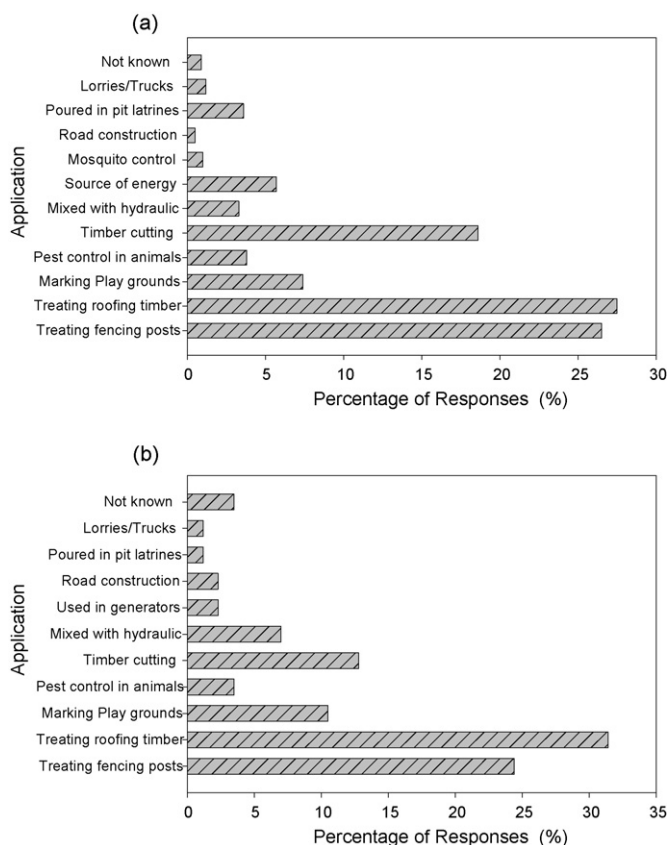 (a)
Not known
Lorries/Trucks
Poured in pit latrines
Road construction
Mosquito control
Source of energy
Mixed with hydraulic
Timber cutting
Pest control in animals
Marking Play grounds
Treating roofing timber
Treating fencing posts
Application
0 5 10 15 20 25 30
Percentage of Responses (%)
(b)
Not known
Lorries/Trucks
Poured in pit latrines
Road construction
Used in generators
Mixed with hydraulic
Timber cutting
Pest control in animals
Marking Play grounds
Treating roofing timber
Treating fencing posts
Application
0 5 10 15 20 25 30 35
Percentage of Responses (%)